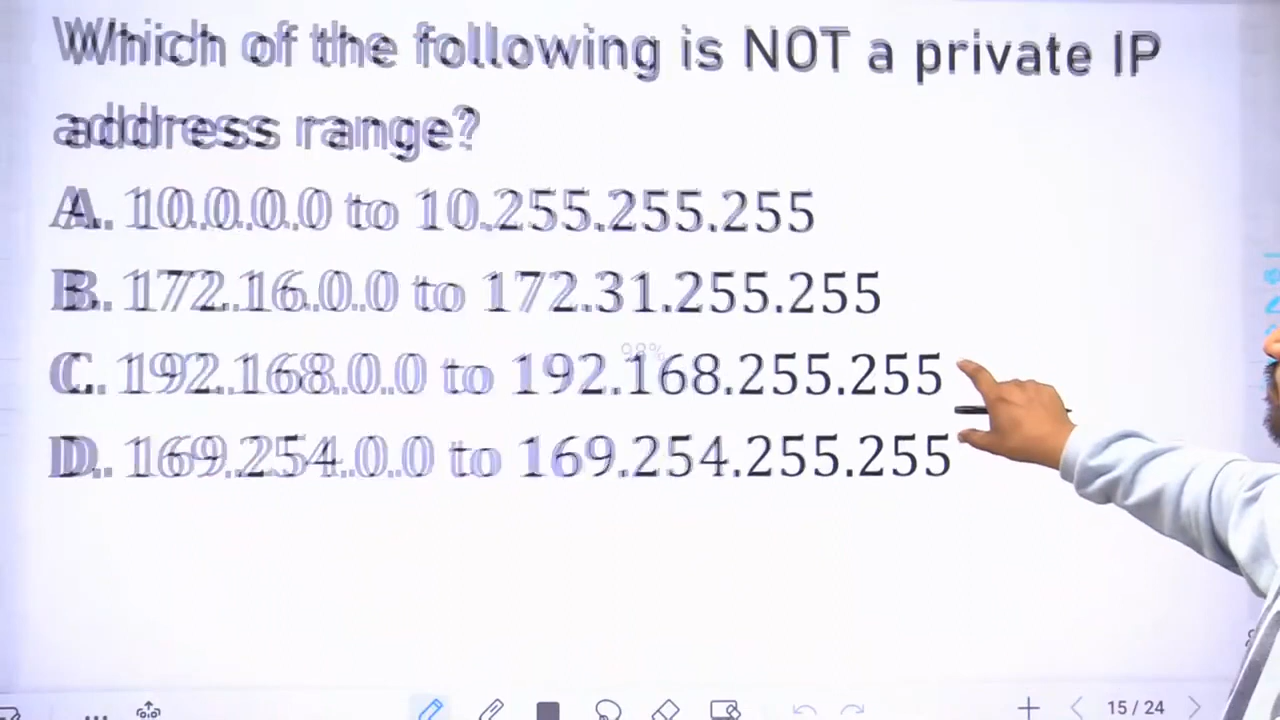 Which of the following is NOT a private IP
address range?
A. 10.0.0.0 to 10.255.255.255
B. 172.16.0.0 to 172.31.255.255
98%
C. 192.168.0.0 to 192.168.255.255
D. 169.254.0.0 to 169.254.255.255
15 / 24